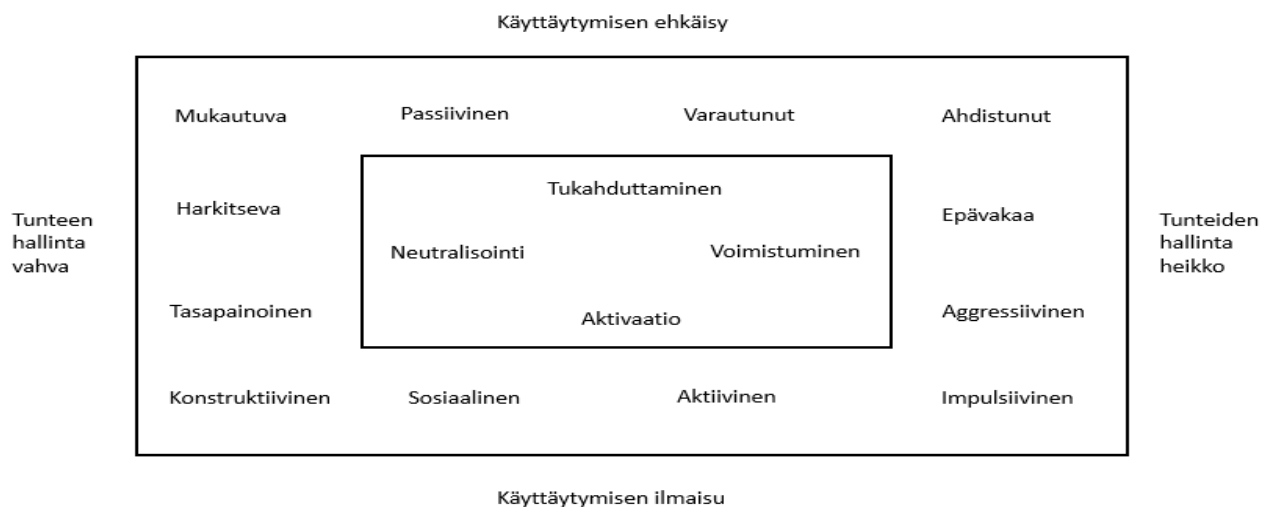 Käyttäytymisen ehkäisy
Mukautuva Passiivinen Varautunut Ahdistunut
Tukahduttaminen
Harkitseva Epävakaa
Tunteen
hallinta
vahva
Tunteiden
hallinta
heikko
Neutralisointi Voimistuminen
Tasapainoinen Aktivaatio Aggressiivinen
Konstruktiivinen Sosiaalinen Aktiivinen Impulsiivinen
Käyttäytymisen ilmaisu